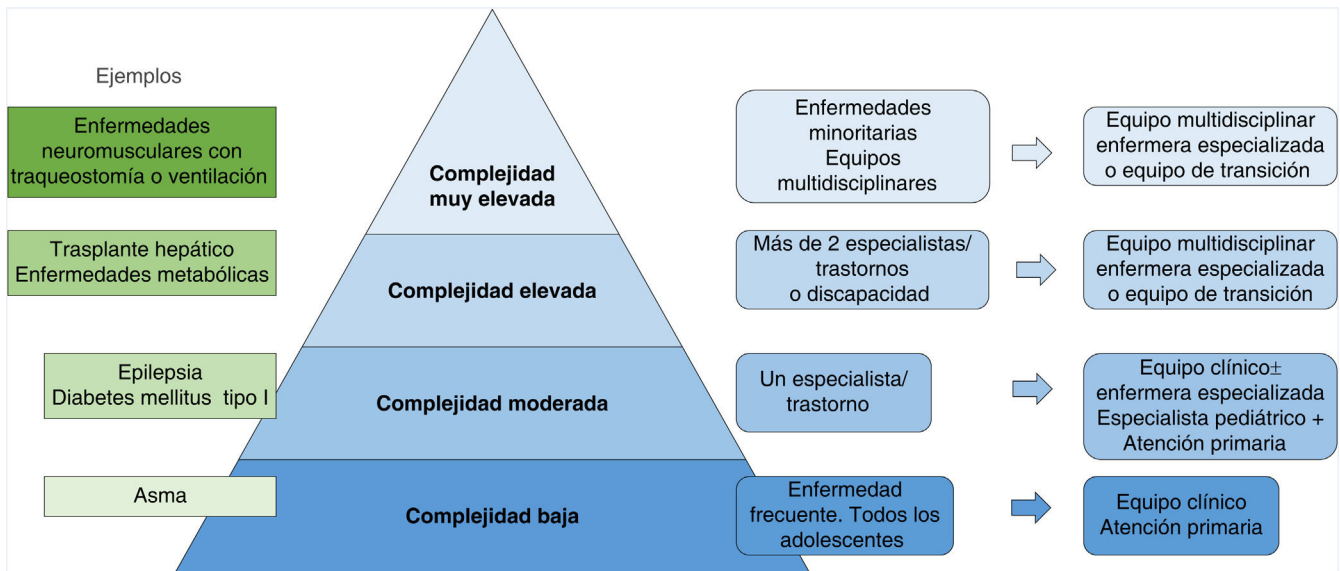 Ejemplos
Enfermedades
neuromusculares con
traqueostomía o ventilación
Complejidad
muy elevada
Enfermedades
minoritarias
Equipos
multidisciplinares
Equipo multidisciplinar
enfermera especializada
o equipo de transición
Trasplante hepático
Enfermedades metabólicas
Complejidad elevada
Más de 2 especialistas/
trastornos
o discapacidad
Equipo multidisciplinar
enfermera especializada
o equipo de transición
Epilepsia
Diabetes mellitus tipo I
Complejidad moderada
Un especialista/
trastorno
Equipo clínico±
enfermera especializada
Especialista pediátrico +
Atención primaria
Asma
Complejidad baja
Enfermedad
frecuente. Todos los
adolescentes
Equipo clínico
Atención primaria